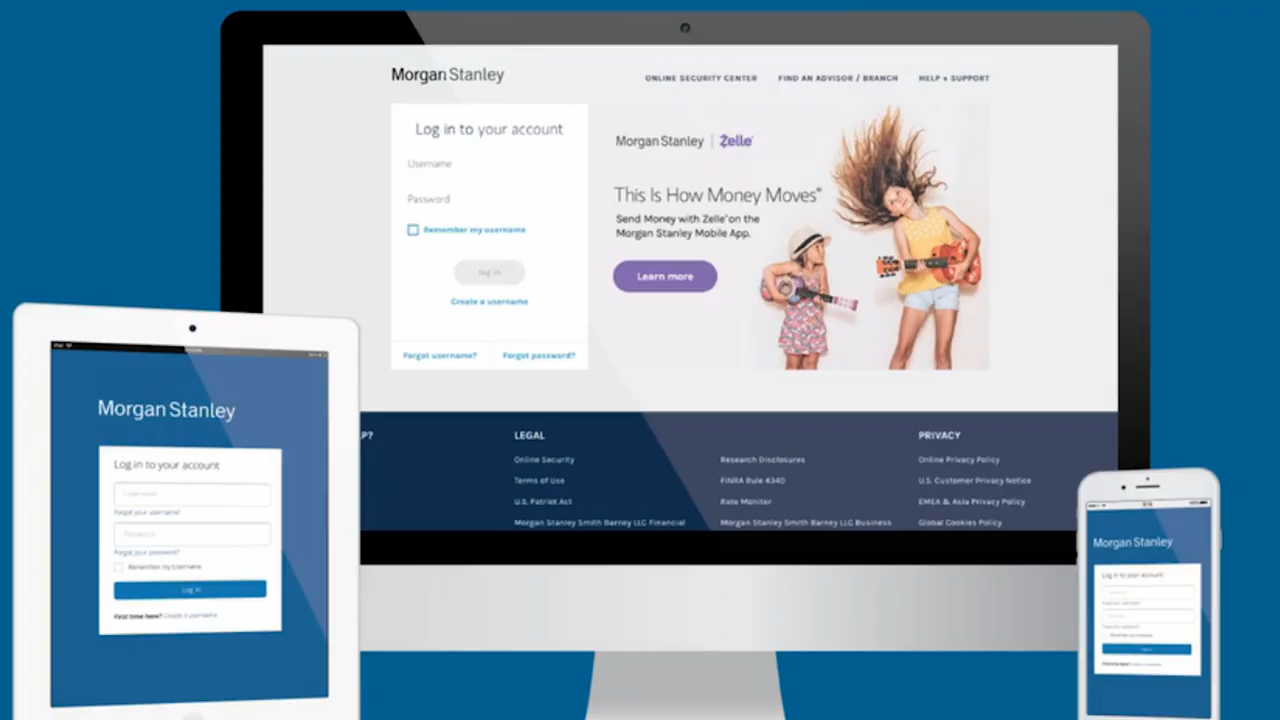 Morgan Stanley
ONLINE SECURITY CENTER
FIND AN ADVISOR / BRANCH
HELP + SUPPORT
Log in to your account
Username
Password
Remember my username
log in
Create a username
Forgot username?
Forgot password?
Morgan Stanley | Zelle®
This Is How Money Moves®
Send Money with Zelle® on the
Morgan Stanley Mobile App.
Learn more
P?
LEGAL
Online Security
Terms of Use
U.S. Patriot Act
Morgan Stanley Smith Barney LLC Financial
Research Disclosures
FINRA Rule 4340
Rate Monitor
Morgan Stanley Smith Barney LLC Business
PRIVACY
Online Privacy Policy
U.S. Customer Privacy Notice
EMEA & Asia Privacy Policy
Global Cookies Policy
iPad
Morgan Stanley
Log in to your account
Username
Forgot your username?
Password
Forgot your password?
Remember my Username
Log in
First time here? Create a username
Morgan Stanley
Log in to your account
Log in